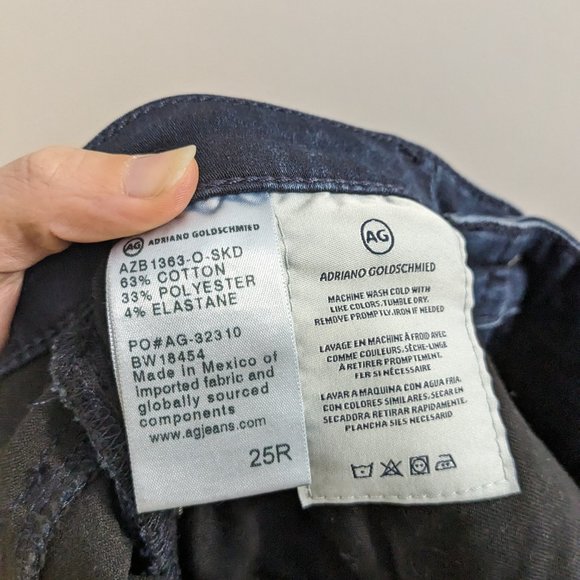 AG ADRIANO GOLDSCHMIED
AZB1363-O-SKD
63% COTTON
33% POLYESTER
4% ELASTANE
PO#AG-32310
BW18454
Made in Mexico of
imported fabric and
globally sourced
components
www.agjeans.com
25R
AG
ADRIANO GOLDSCHMIED
MACHINE WASH COLD WITH
LIKE COLORS. TUMBLE DRY.
REMOVE PROMPTLY. IRON IF NEEDED
LAVAGE EN MACHINE À FROID AVEC
COMME COULEURS. SÈCHE-LINGE
À RETIRER PROMPTEMENT.
FER SI NÉCESSAIRE
LAVAR A MAQUINA CON AGUA FRIA.
CON COLORES SIMILARES. SECAR EN
SECADORA RETIRAR RAPIDAMENTE.
PLANCHA SIES NECESARIO